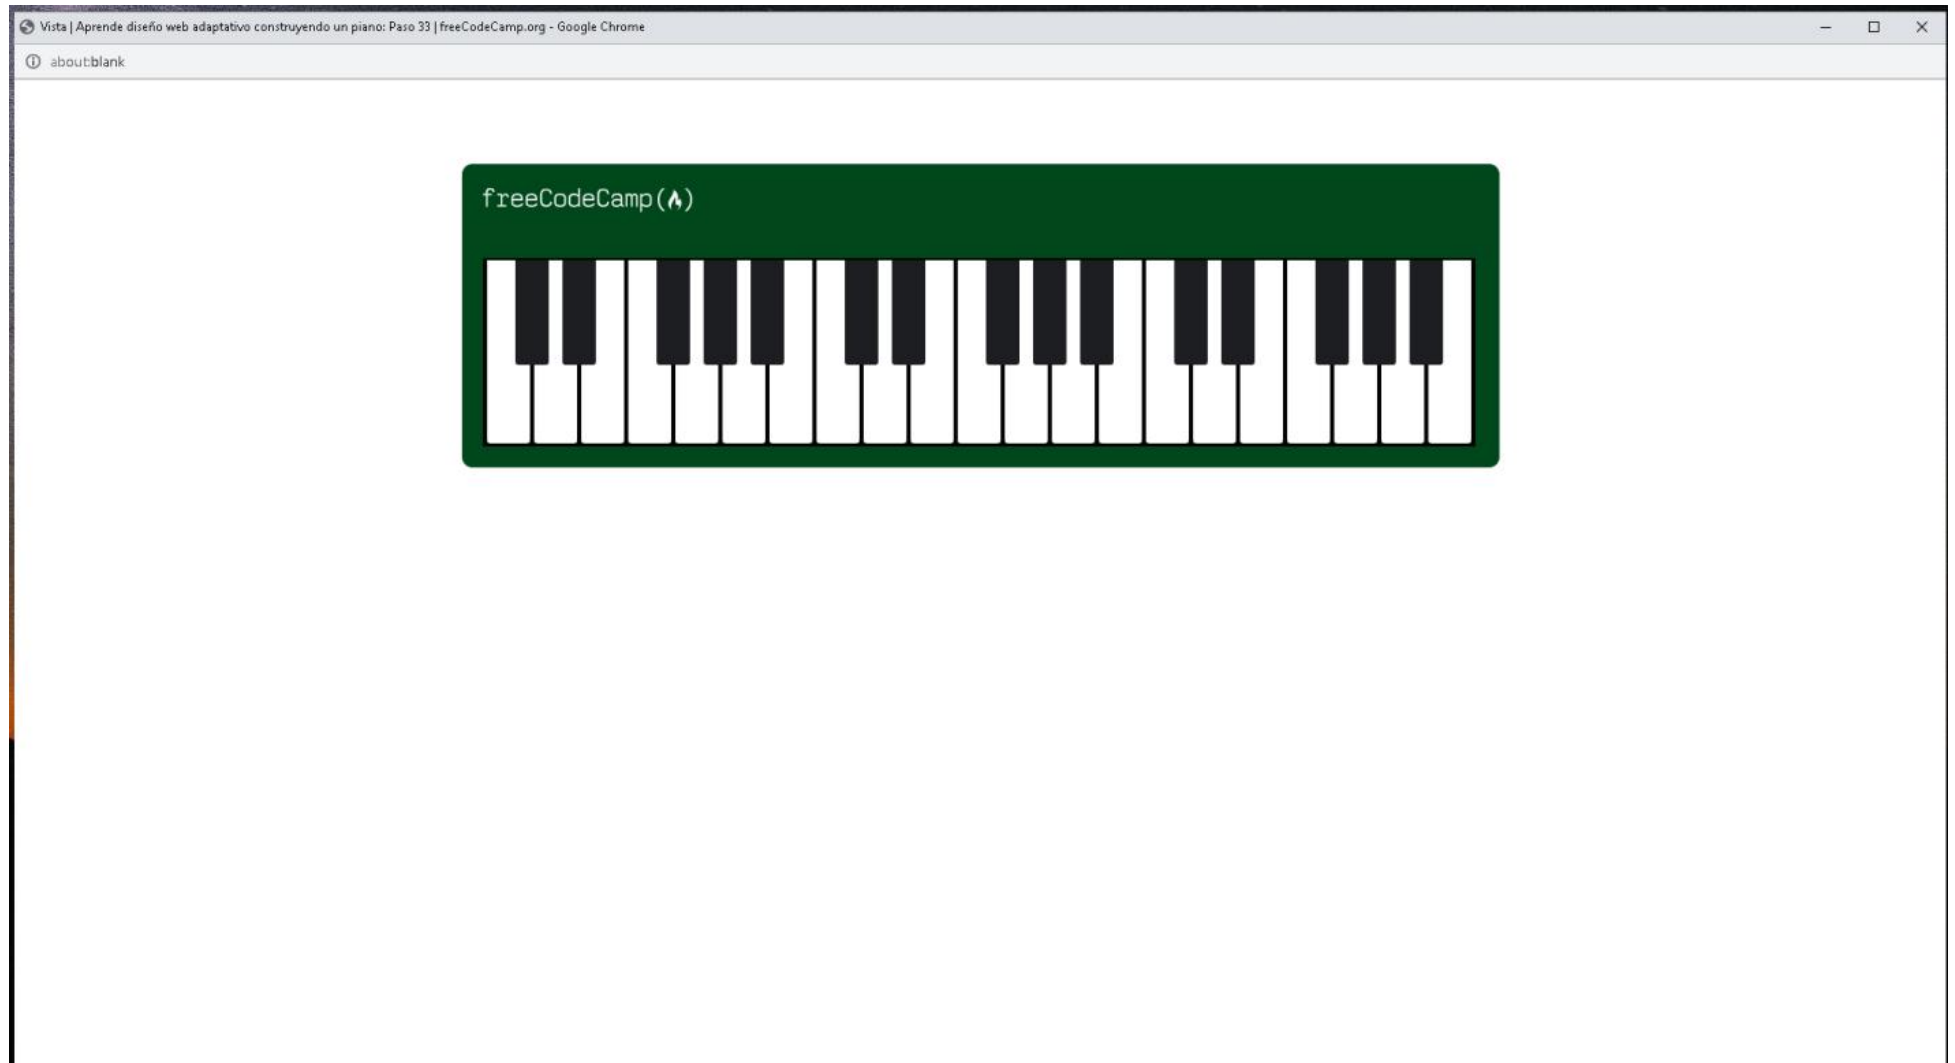 Vista | Aprende diseño web adaptativo construyendo un piano: Paso 33 | freeCodeCamp.org - Google Chrome
about:blank
freeCodeCamp(🔥)